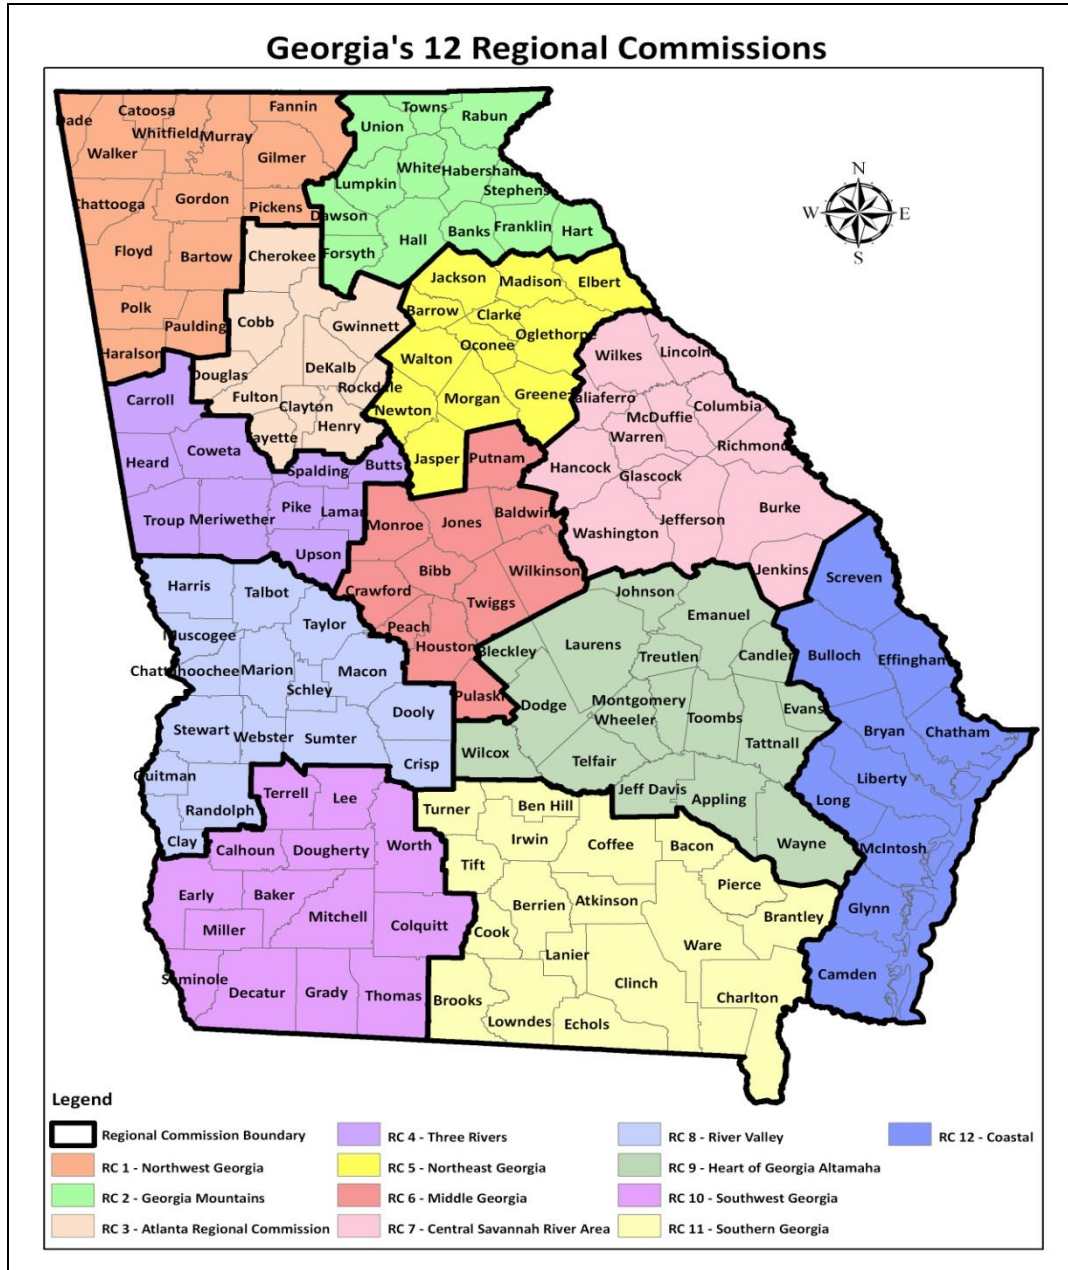 Georgia's 12 Regional Commissions
N
W
E
S
Dade
Catoosa
Whitfield
Murray
Fannin
Walker
Gilmer
Chattooga
Gordon
Pickens
Floyd
Bartow
Polk
Paulding
Haralson
Towns
Rabun
Union
White
Habersham
Stephens
Lumpkin
Dawson
Hall
Banks
Franklin
Hart
Forsyth
Cherokee
Cobb
Gwinnett
DeKalb
Douglas
Rockdale
Fulton
Clayton
Henry
Fayette
Carroll
Coweta
Heard
Spalding
Butts
Troup
Meriwether
Pike
Lamar
Upson
Jackson
Madison
Elbert
Barrow
Clarke
Oglethorpe
Oconee
Walton
Newton
Morgan
Greene
Jasper
Putnam
Monroe
Jones
Baldwin
Bibb
Wilkinson
Crawford
Twiggs
Peach
Houston
Pulaski
Wilkes
Lincoln
Taliaferro
McDuffie
Columbia
Warren
Richmond
Hancock
Glascock
Burke
Washington
Jefferson
Jenkins
Harris
Talbot
Taylor
Muscogee
Chattahoochee
Marion
Macon
Schley
Dooly
Stewart
Webster
Sumter
Crisp
Quitman
Randolph
Clay
Johnson
Emanuel
Bleckley
Laurens
Treutlen
Candler
Dodge
Montgomery
Wheeler
Toombs
Evans
Tattnall
Wilcox
Telfair
Jeff Davis
Appling
Wayne
Terrell
Lee
Worth
Calhoun
Dougherty
Early
Baker
Mitchell
Miller
Colquitt
Seminole
Decatur
Grady
Thomas
Turner
Ben Hill
Irwin
Coffee
Bacon
Tift
Pierce
Berrien
Atkinson
Brantley
Cook
Ware
Lanier
Clinch
Charlton
Brooks
Lowndes
Echols
Screven
Bulloch
Effingham
Bryan
Chatham
Liberty
Long
McIntosh
Glynn
Camden
Legend
Regional Commission Boundary
RC 1 - Northwest Georgia
RC 2 - Georgia Mountains
RC 3 - Atlanta Regional Commission
RC 4 - Three Rivers
RC 5 - Northeast Georgia
RC 6 - Middle Georgia
RC 7 - Central Savannah River Area
RC 8 - River Valley
RC 9 - Heart of Georgia Altamaha
RC 10 - Southwest Georgia
RC 11 - Southern Georgia
RC 12 - Coastal